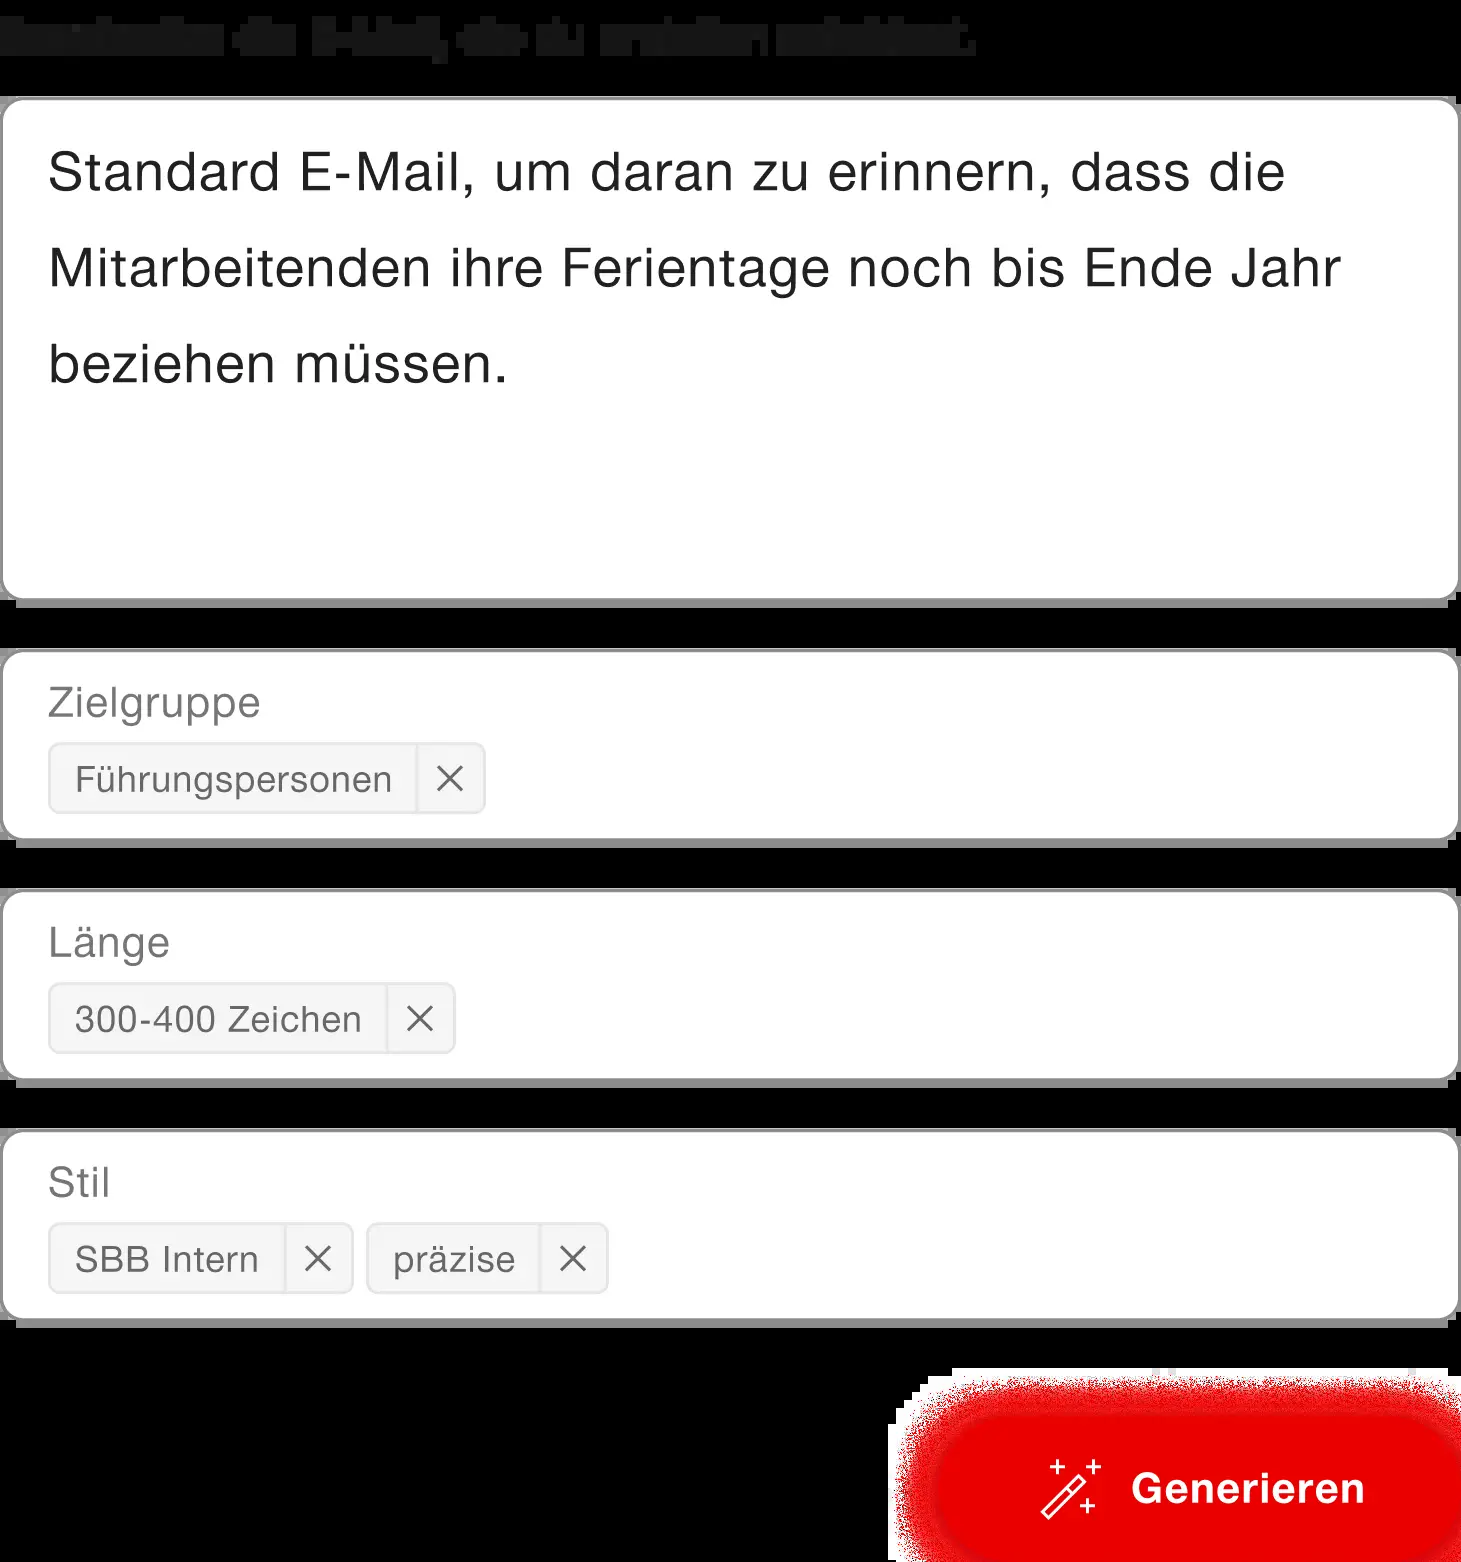 Standard E-Mail, um daran zu erinnern, dass die
Mitarbeitenden ihre Ferientage noch bis Ende Jahr
beziehen müssen.
Zielgruppe
Führungspersonen
Länge
300-400 Zeichen
Stil
SBB Intern präzise
Generieren